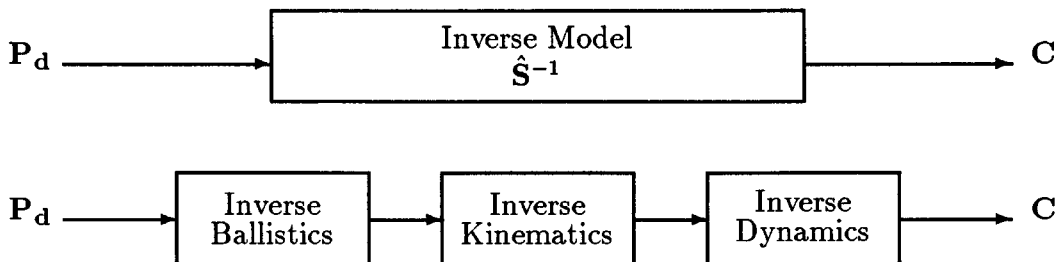 P_d Inverse Model C
Ŝ⁻¹
P_d Inverse Ballistics Inverse Kinematics Inverse Dynamics C